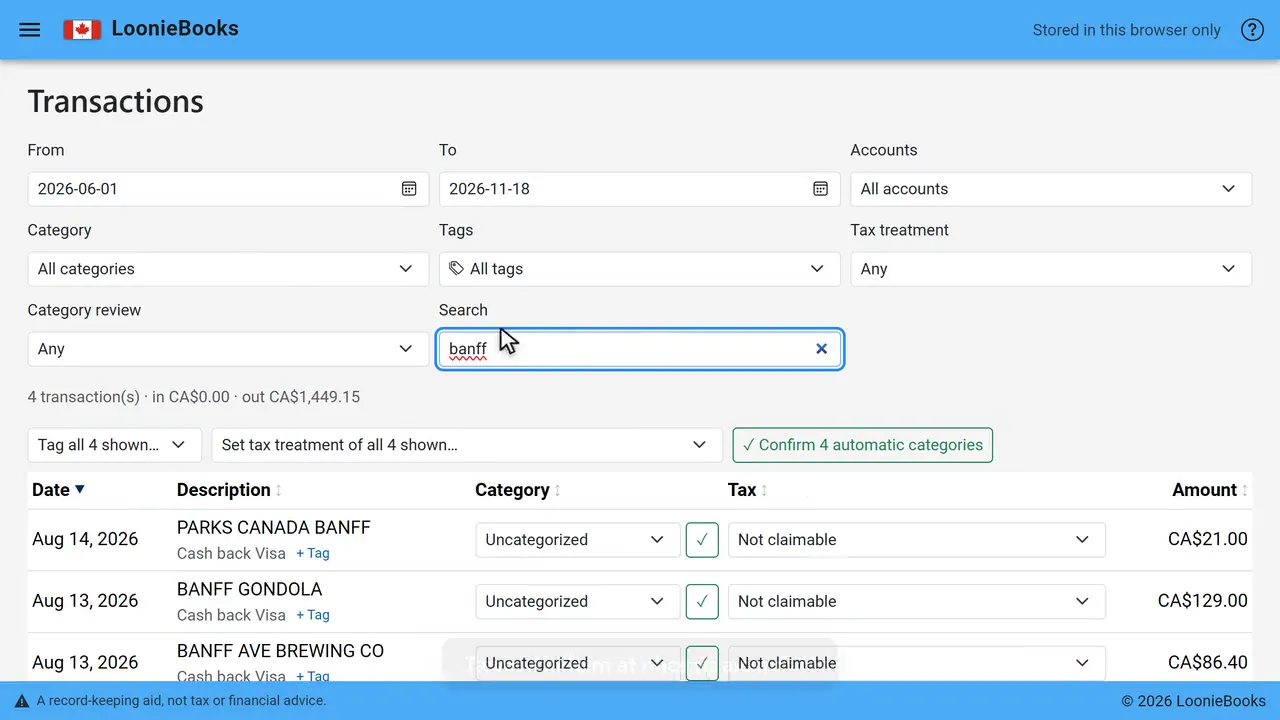 LoonieBooks
Stored in this browser only
Transactions
From
To
Accounts
2026-06-01
2026-11-18
All accounts
Category
Tags
Tax treatment
All categories
All tags
Any
Category review
Search
Any
banff
4 transaction(s) · in CA$0.00 · out CA$1,449.15
Tag all 4 shown…
Set tax treatment of all 4 shown…
✓ Confirm 4 automatic categories
Date
Description
Category
Tax
Amount
Aug 14, 2026
PARKS CANADA BANFF
Cash back Visa + Tag
Uncategorized
Not claimable
CA$21.00
Aug 13, 2026
BANFF GONDOLA
Cash back Visa + Tag
Uncategorized
Not claimable
CA$129.00
Aug 13, 2026
BANFF AVE BREWING CO
Cash back Visa + Tag
Uncategorized
Not claimable
CA$86.40
A record-keeping aid, not tax or financial advice.
© 2026 LoonieBooks